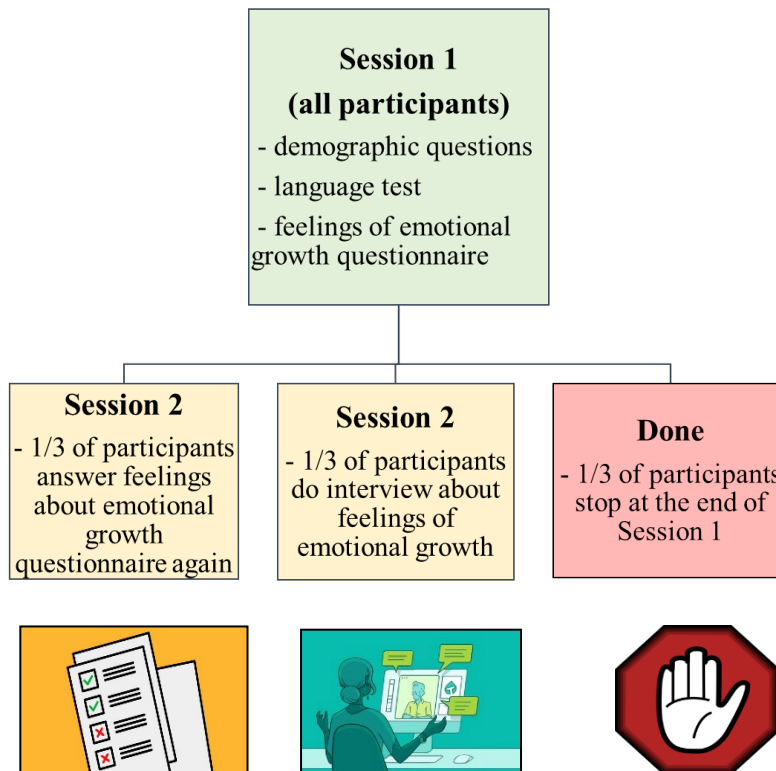 Session 1
(all participants)
- demographic questions
- language test
- feelings of emotional
growth questionnaire
Session 2
- 1/3 of participants
answer feelings
about emotional
growth
questionnaire again
Session 2
- 1/3 of participants
do interview about
feelings of
emotional growth
Done
- 1/3 of participants
stop at the end of
Session 1